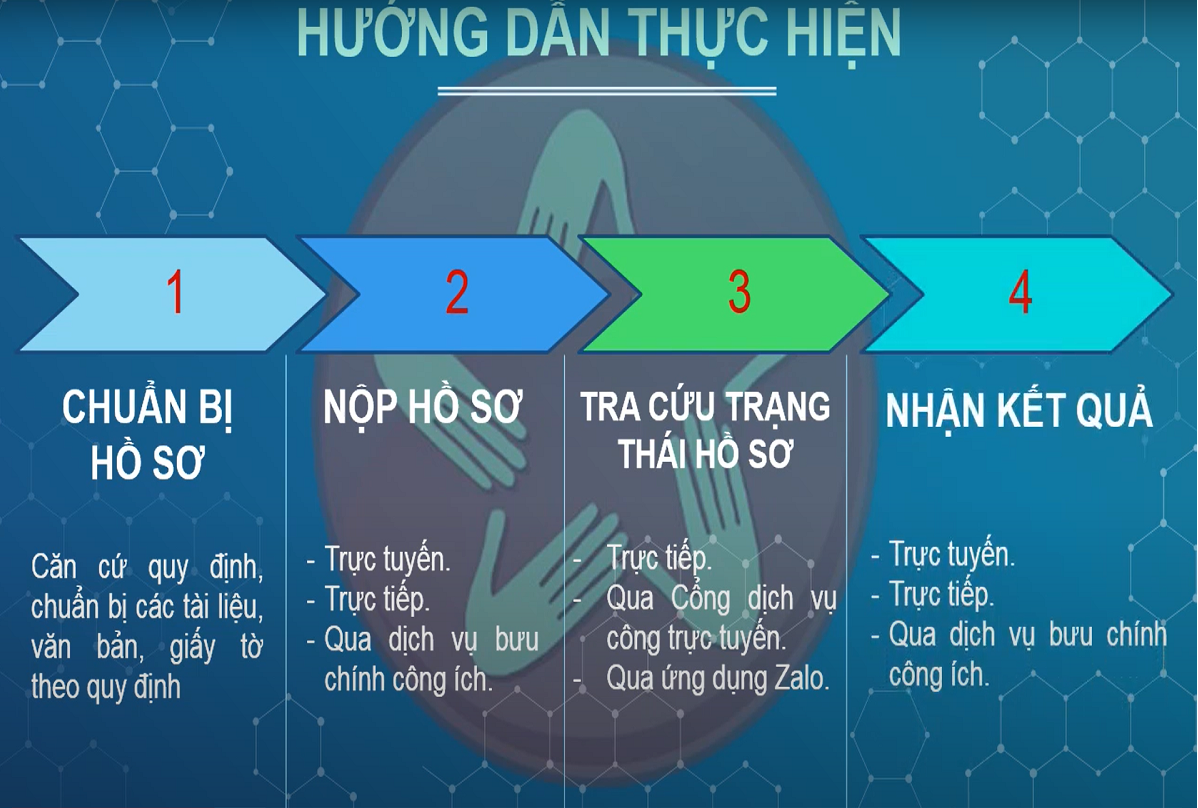 HƯỚNG DẪN THỰC HIỆN
1
2
3
4
CHUẨN BỊ
HỒ SƠ
Căn cứ quy định,
chuẩn bị các tài liệu,
văn bản, giấy tờ
theo quy định
NỘP HỒ SƠ
- Trực tuyến.
- Trực tiếp.
- Qua dịch vụ bưu
chính công ích.
TRA CỨU TRẠNG
THÁI HỒ SƠ
- Trực tiếp.
- Qua Cổng dịch vụ
công trực tuyến.
- Qua ứng dụng Zalo.
NHẬN KẾT QUẢ
- Trực tuyến.
- Trực tiếp.
- Qua dịch vụ bưu chính
công ích.